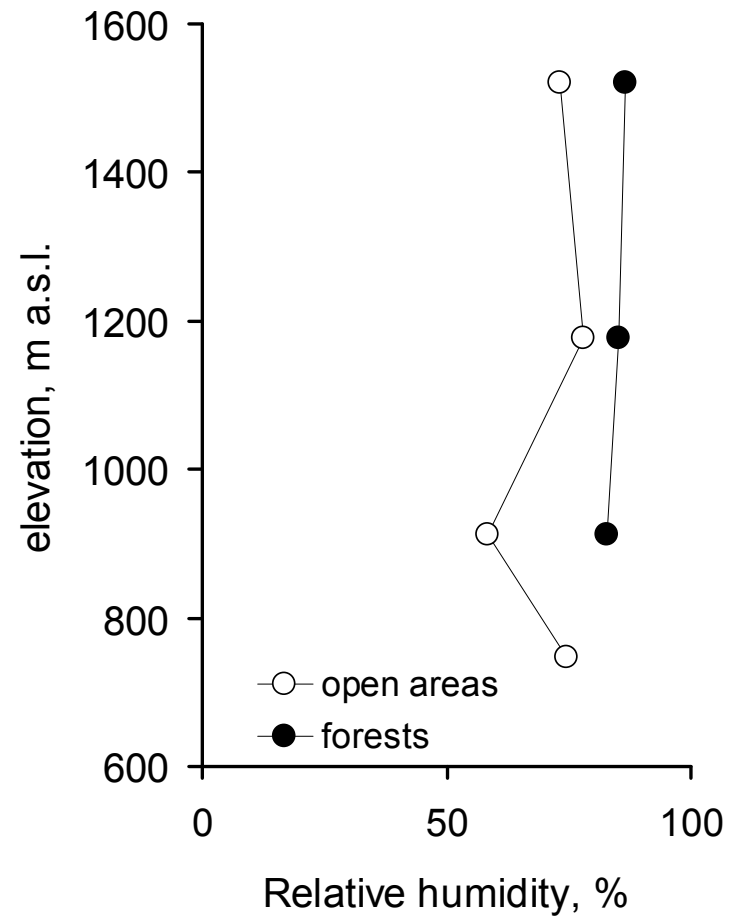 1600
1400
1200
1000
800
600
elevation, m a.s.l.
open areas
forests
0 50 100
Relative humidity, %